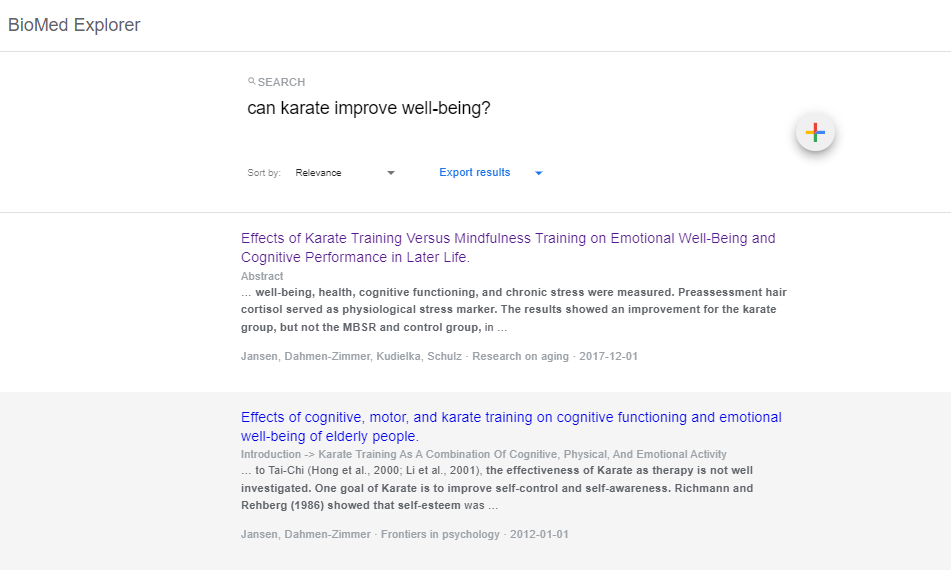 BioMed Explorer
SEARCH
can karate improve well-being?
Sort by: Relevance Export results
Effects of Karate Training Versus Mindfulness Training on Emotional Well-Being and
Cognitive Performance in Later Life.
Abstract
... well-being, health, cognitive functioning, and chronic stress were measured. Preassessment hair
cortisol served as physiological stress marker. The results showed an improvement for the karate
group, but not the MBSR and control group, in ...
Jansen, Dahmen-Zimmer, Kudielka, Schulz · Research on aging · 2017-12-01
Effects of cognitive, motor, and karate training on cognitive functioning and emotional
well-being of elderly people.
Introduction -> Karate Training As A Combination Of Cognitive, Physical, And Emotional Activity
... to Tai-Chi (Hong et al., 2000; Li et al., 2001), the effectiveness of Karate as therapy is not well
investigated. One goal of Karate is to improve self-control and self-awareness. Richmann and
Rehberg (1986) showed that self-esteem was ...
Jansen, Dahmen-Zimmer · Frontiers in psychology · 2012-01-01